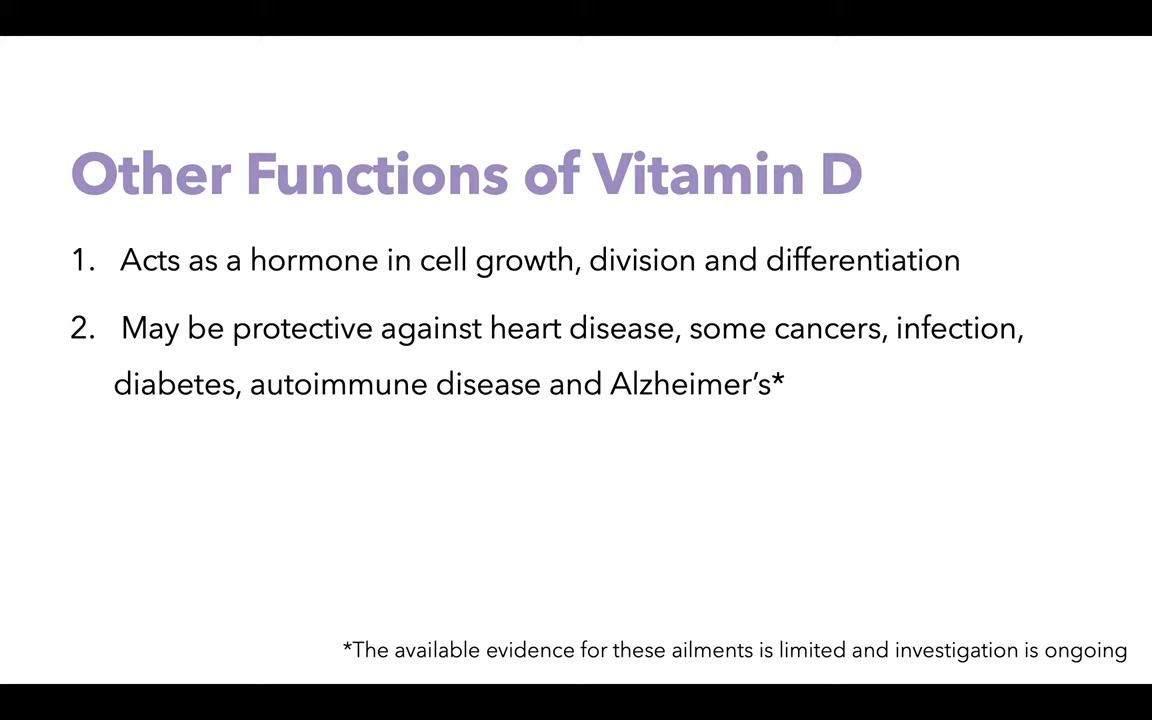 Other Functions of Vitamin D
1. Acts as a hormone in cell growth, division and differentiation
2. May be protective against heart disease, some cancers, infection,
diabetes, autoimmune disease and Alzheimer’s*
*The available evidence for these ailments is limited and investigation is ongoing